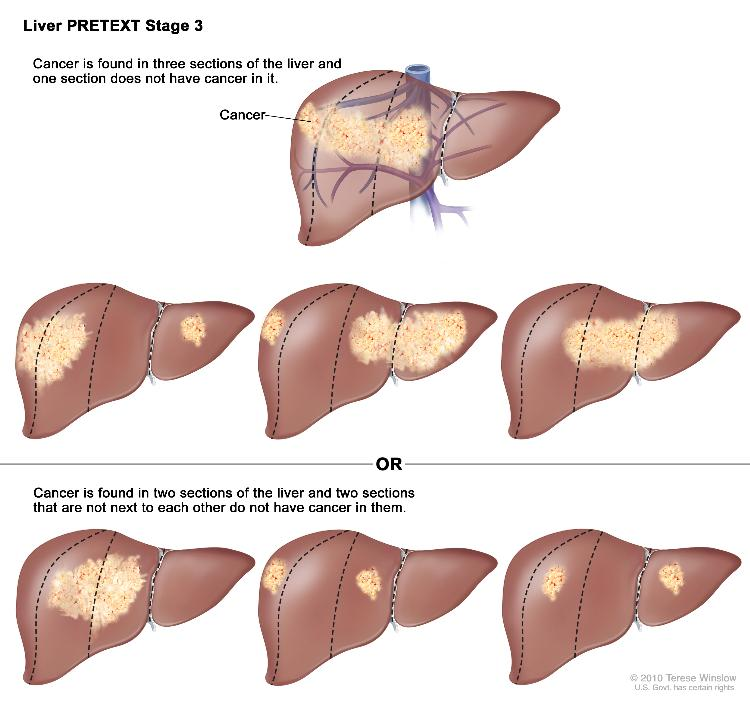 Liver PRETEXT Stage 3
Cancer is found in three sections of the liver and
one section does not have cancer in it.
Cancer
OR
Cancer is found in two sections of the liver and two sections
that are not next to each other do not have cancer in them.
© 2010 Terese Winslow
U.S. Govt. has certain rights